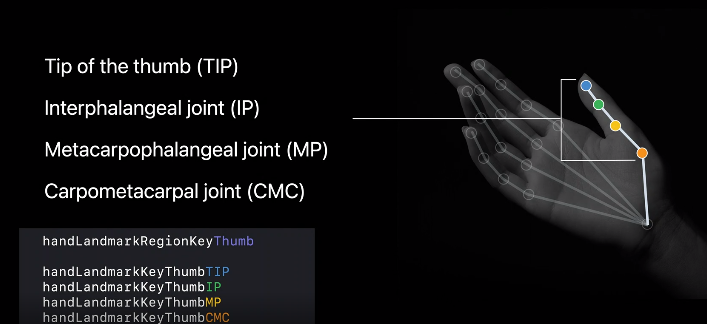 Tip of the thumb (TIP)
Interphalangeal joint (IP)
Metacarpophalangeal joint (MP)
Carpometacarpal joint (CMC)
handLandmarkRegionKeyThumb
handLandmarkKeyThumbTIP
handLandmarkKeyThumbIP
handLandmarkKeyThumbMP
handLandmarkKeyThumbCMC